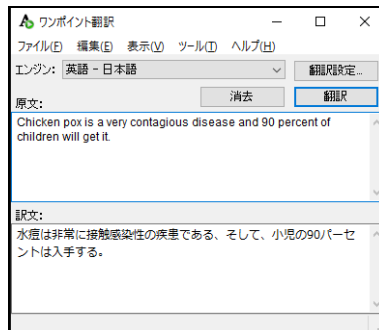 ワンポイント翻訳
ファイル(F) 編集(E) 表示(V) ツール(T) ヘルプ(H)
エンジン: 英語 - 日本語 翻訳設定...
原文: 消去 翻訳
Chicken pox is a very contagious disease and 90 percent of
children will get it.
訳文:
水痘は非常に接触感染性の疾患である、そして、小児の90パーセ
ントは入手する。